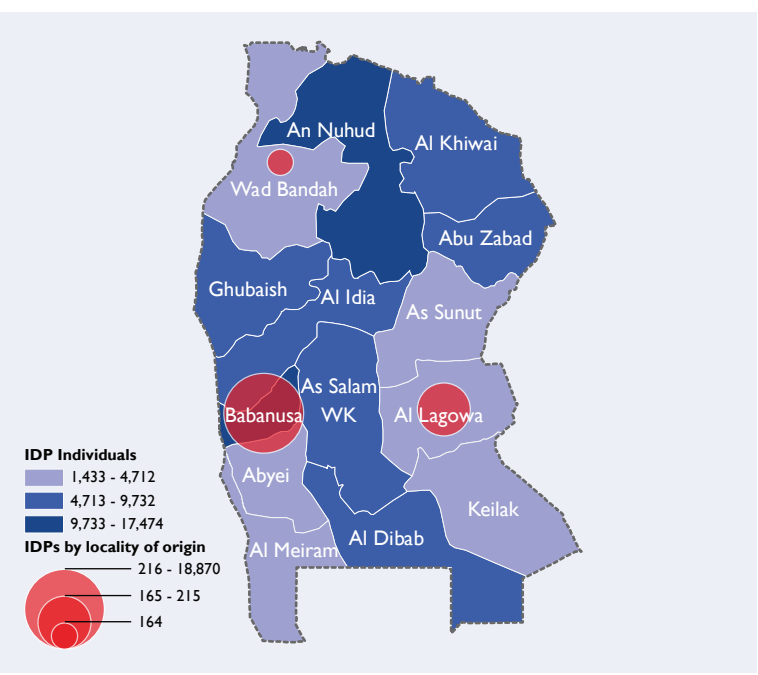 An Nuhud
Al Khiwai
Wad Bandah
Abu Zabad
Ghubaish
Al Idia
As Sunut
As Salam
WK
Babanusa
Al Lagowa
Abyei
Keilak
Al Dibab
Al Meiram
IDP Individuals
1,433 - 4,712
4,713 - 9,732
9,733 - 17,474
IDPs by locality of origin
216 - 18,870
165 - 215
164